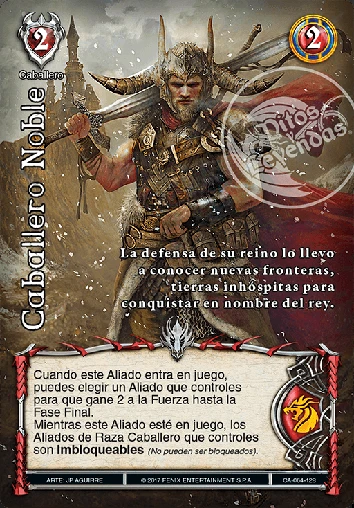 2
2
Caballero
Caballero Noble
Mitos y
Leyendas
La defensa de su reino lo llevo
a conocer nuevas fronteras,
tierras inhóspitas para
conquistar en nombre del rey.
Cuando este Aliado entra en juego,
puedes elegir un Aliado que controles
para que gane 2 a la Fuerza hasta la
Fase Final.
Mientras este Aliado esté en juego, los
Aliados de Raza Caballero que controles
son Imbloqueables (No pueden ser bloqueados).
ARTE: JP AGUIRRE
© 2017 FENIX ENTERTAINMENT S.P.A.